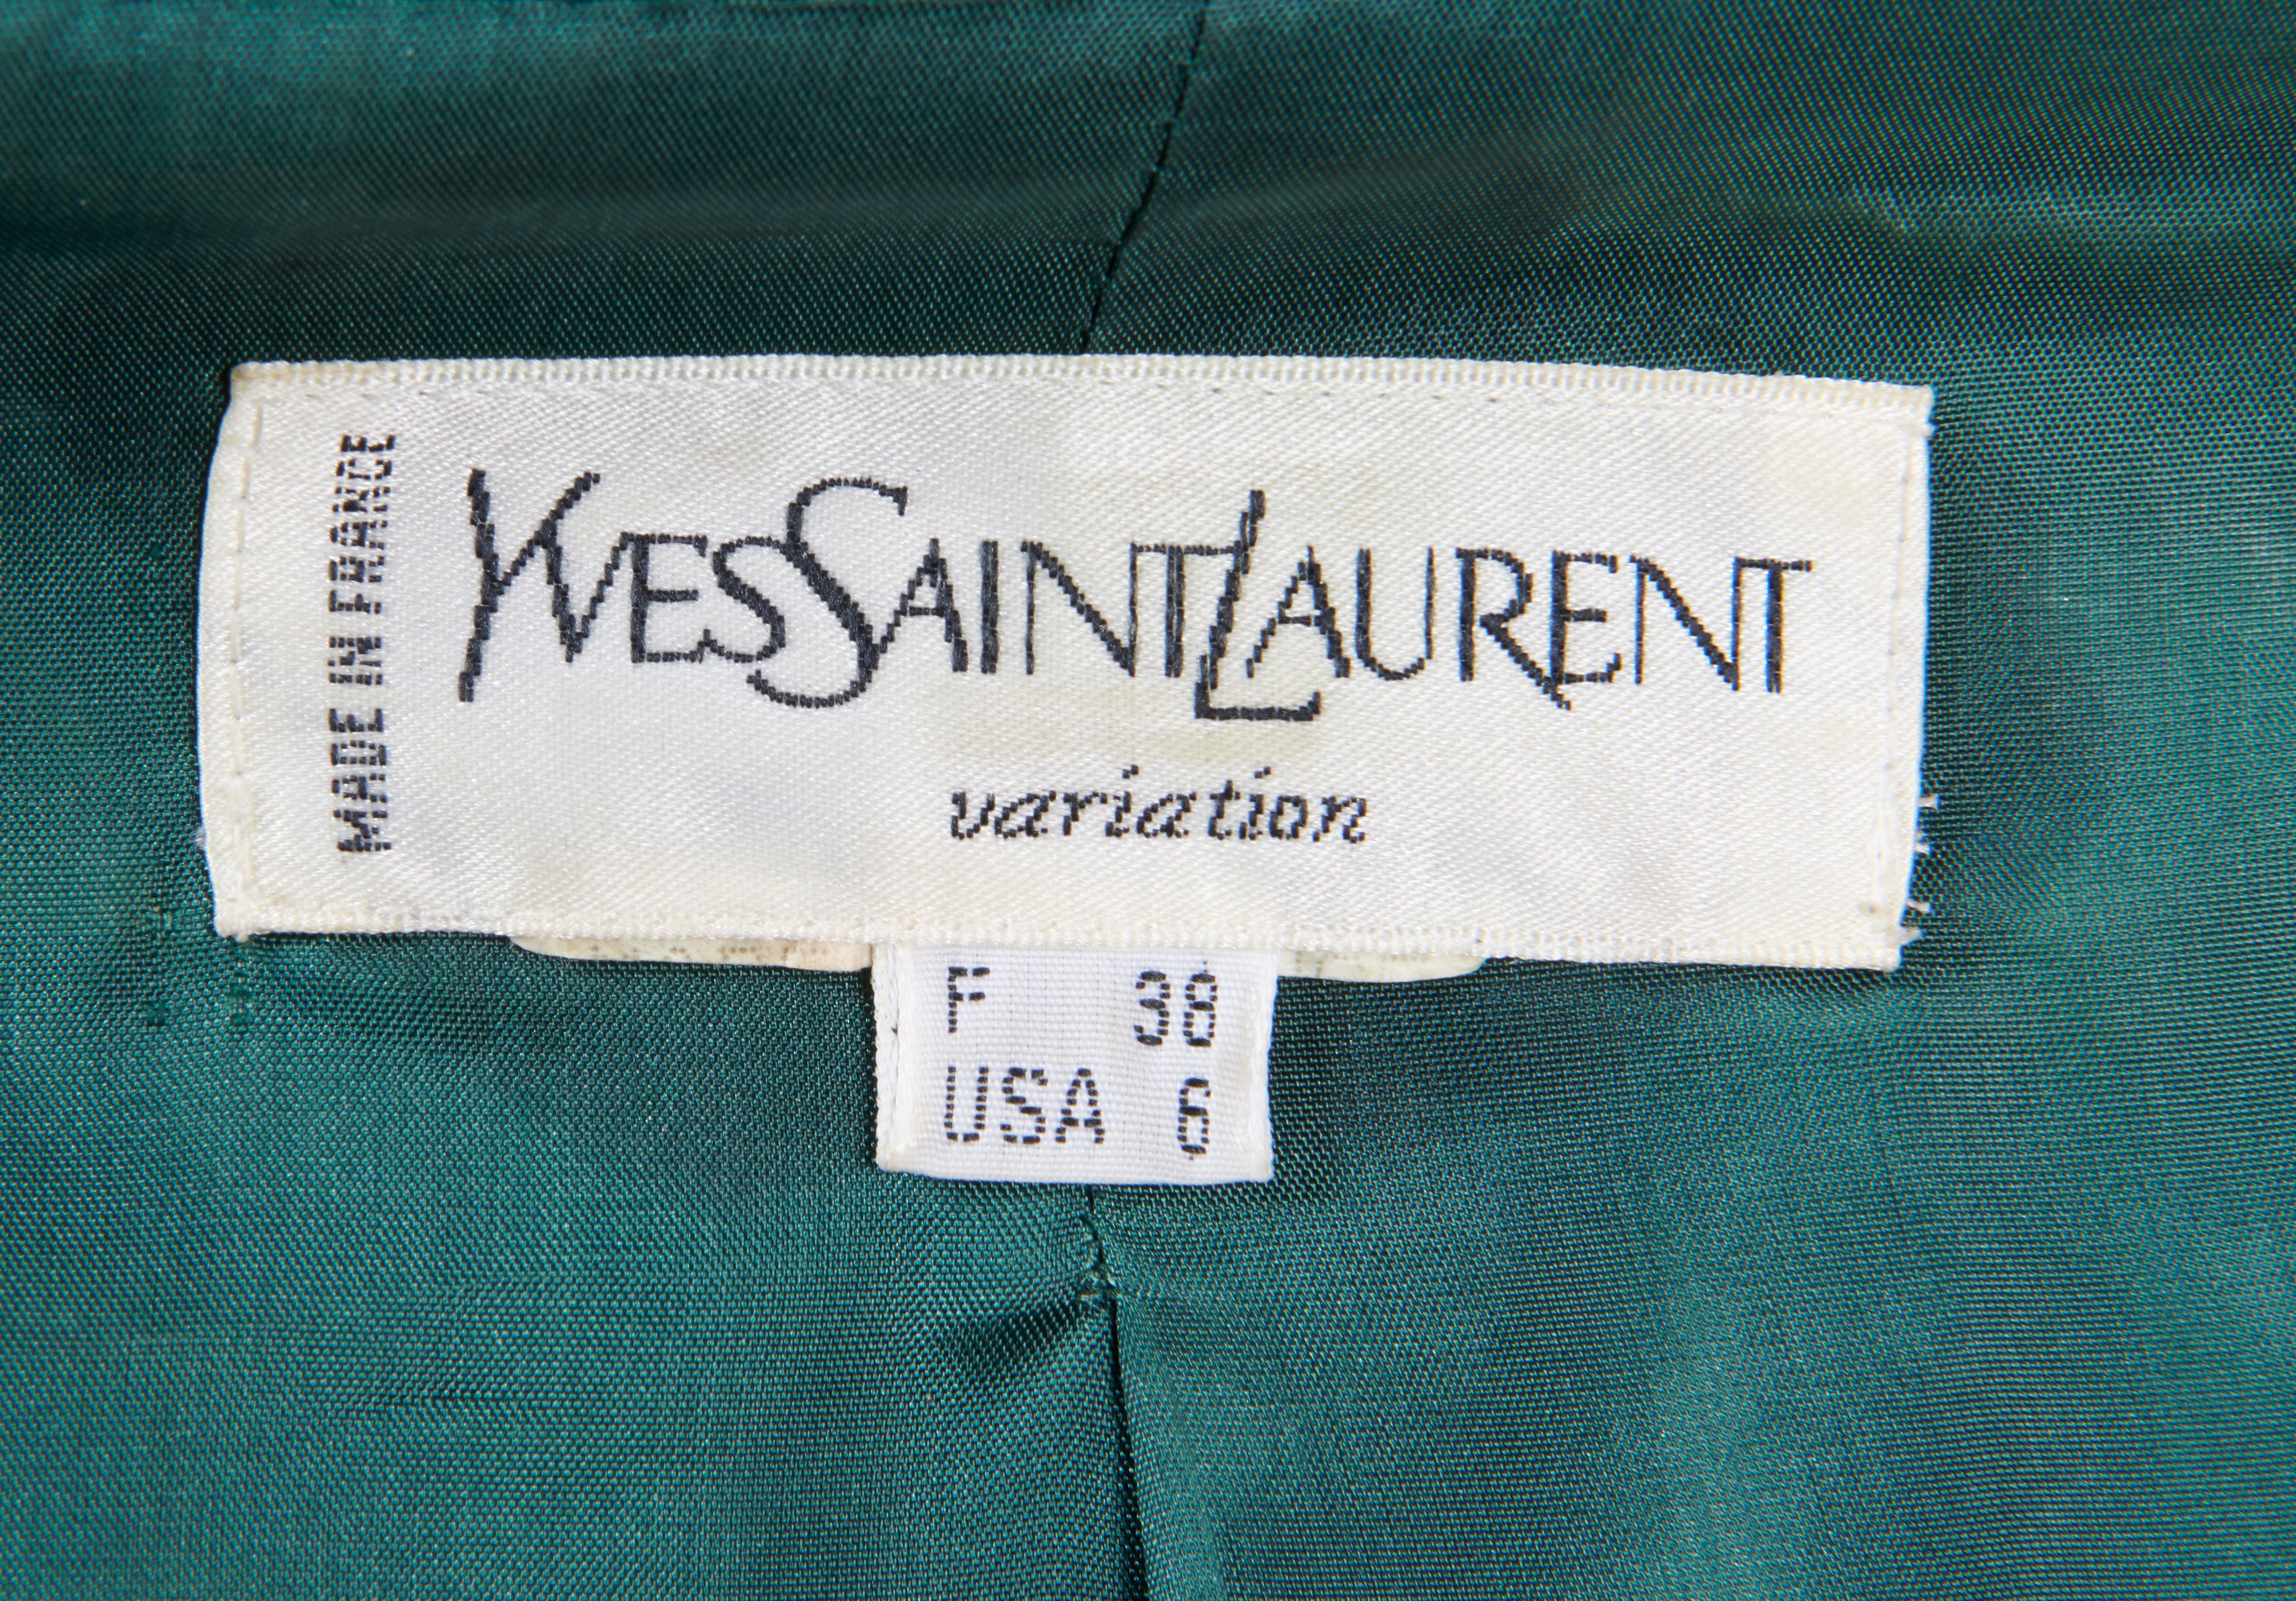 MADE IN FRANCE
YVESSAINTLAURENT
variation
F 38
USA 6